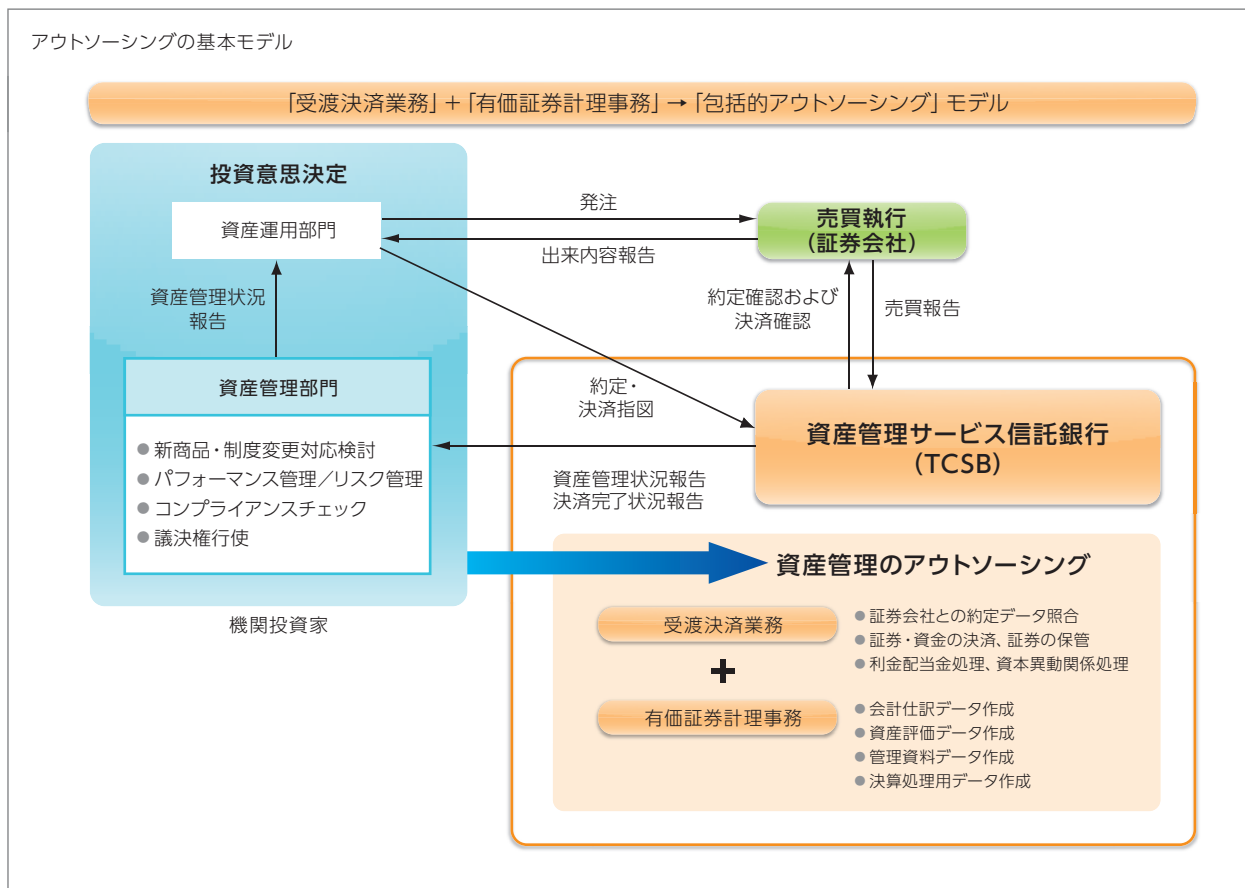 アウトソーシングの基本モデル
「受渡決済業務」+「有価証券計理事務」→「包括的アウトソーシング」モデル
投資意思決定
資産運用部門
発注
出来内容報告
売買執行
(証券会社)
資産管理状況
報告
約定確認および
決済確認
売買報告
資産管理部門
● 新商品・制度変更対応検討
● パフォーマンス管理／リスク管理
● コンプライアンスチェック
● 議決権行使
機関投資家
約定・
決済指図
資産管理サービス信託銀行
(TCSB)
資産管理状況報告
決済完了状況報告
資産管理のアウトソーシング
受渡決済業務
● 証券会社との約定データ照合
● 証券・資金の決済、証券の保管
● 利金配当金処理、資本異動関係処理
+
有価証券計理事務
● 会計仕訳データ作成
● 資産評価データ作成
● 管理資料データ作成
● 決算処理用データ作成